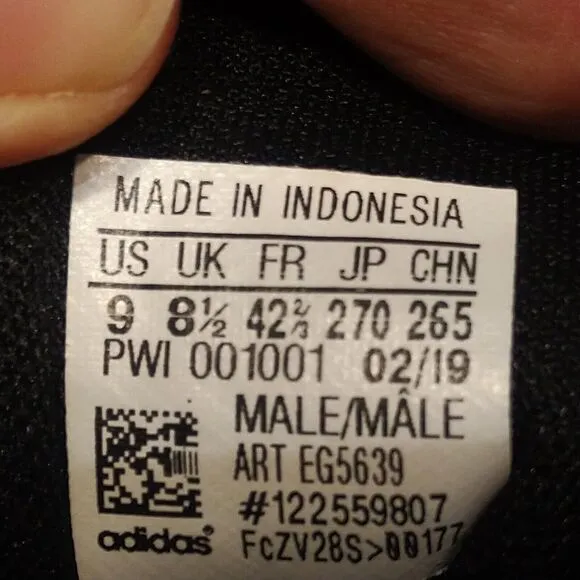 MADE IN INDONESIA
US UK FR JP CHN
9 8½ 42⅔ 270 265
PWI 001001 02/19
MALE/MÂLE
ART EG5639
#122559807
adidas® FcZV28S>00177